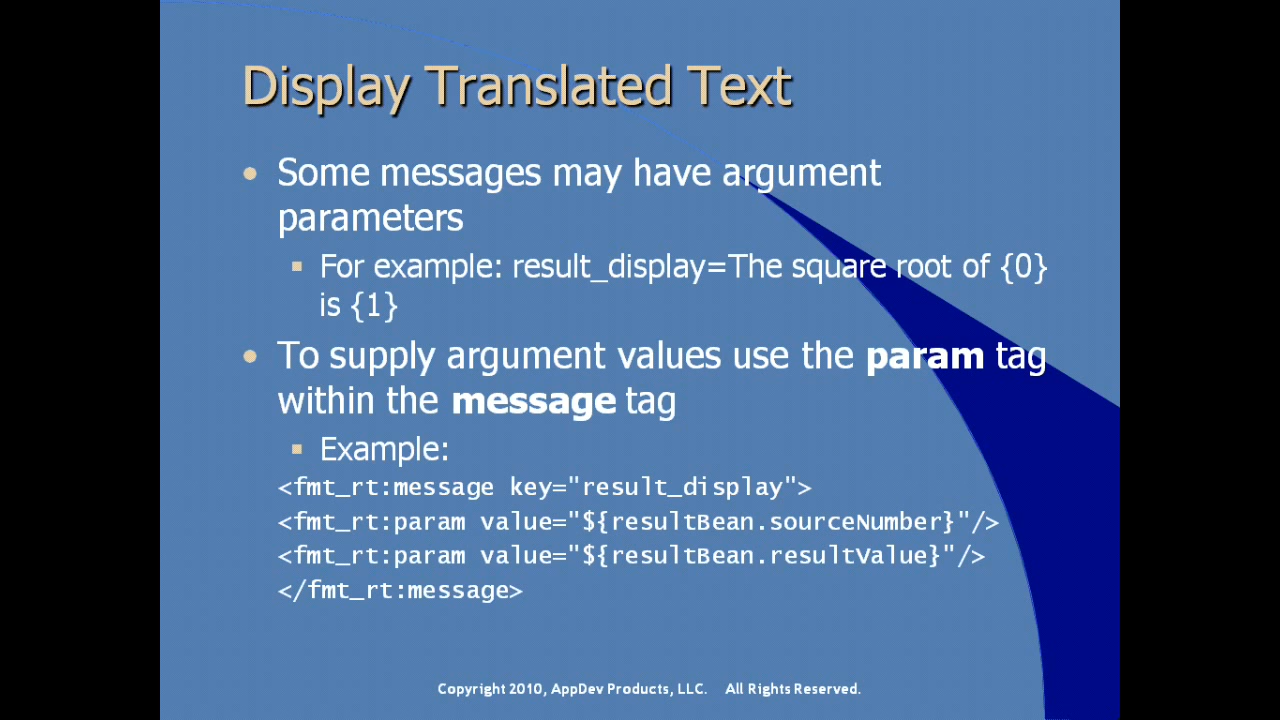 Display Translated Text
• Some messages may have argument
parameters
▪ For example: result_display=The square root of {0}
is {1}
• To supply argument values use the param tag
within the message tag
▪ Example:
<fmt_rt:message key="result_display">
<fmt_rt:param value="${resultBean.sourceNumber}"/>
<fmt_rt:param value="${resultBean.resultValue}"/>
</fmt_rt:message>
Copyright 2010, AppDev Products, LLC. All Rights Reserved.